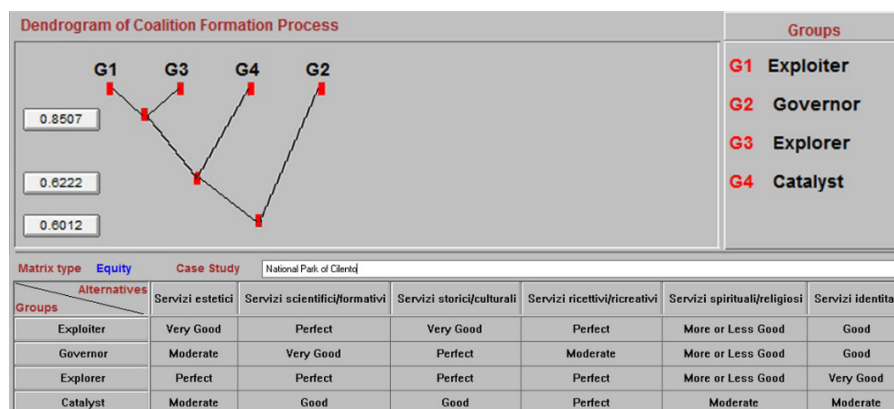 Dendrogram of Coalition Formation Process
Groups
G1 G3 G4 G2
G1 Exploiter
G2 Governor
G3 Explorer
G4 Catalyst
0.8507
0.6222
0.6012
Matrix type Equity Case Study National Park of Cilento
Alternatives
Groups
Servizi estetici Servizi scientifici/formativi Servizi storici/culturali Servizi ricettivi/ricreativi Servizi spirituali/religiosi Servizi identita
Exploiter Very Good Perfect Very Good Perfect More or Less Good Good
Governor Moderate Very Good Perfect Moderate More or Less Good Good
Explorer Perfect Perfect Perfect Perfect More or Less Good Very Good
Catalyst Moderate Good Good Perfect Moderate Moderate